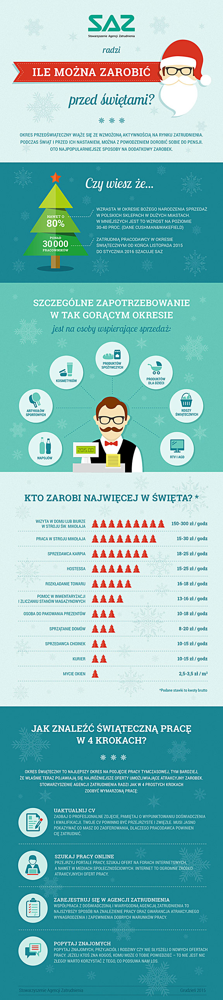 SAZ
Stowarzyszenie Agencji Zatrudnienia
radzi
ILE MOŻNA ZAROBIĆ
przed świętami?
OKRES PRZEDŚWIĄTECZNY WIĄŻE SIĘ ZE WZMOŻONĄ AKTYWNOŚCIĄ NA RYNKU ZATRUDNIENIA.
PODCZAS ŚWIĄT I PRZED ICH NASTANIEM, MOŻNA Z POWODZENIEM DOROBIĆ SOBIE DO PENSJI.
OTO NAJPOPULARNIEJSZE SPOSOBY NA DODATKOWY ZAROBEK.
Czy wiesz że...
NAWET O
80%
WZRASTA W OKRESIE BOŻEGO NARODZENIA SPRZEDAŻ
W POLSKICH SKLEPACH W DUŻYCH MIASTACH.
W MNIEJSZYCH JEST TO WZROST NA POZIOMIE
30-40 PROC. (DANE CUSHMAN&WAKEFIELD)
PONAD
30 000
PRACOWNIKÓW
ZATRUDNIĄ PRACODAWCY W OKRESIE
ŚWIĄTECZNYM OD KOŃCA LISTOPADA 2015
DO STYCZNIA 2016 SZACUJE SAZ
SZCZEGÓLNE ZAPOTRZEBOWANIE
W TAK GORĄCYM OKRESIE
jest na osoby wspierające sprzedaż:
PRODUKTÓW
SPOŻYWCZYCH
KOSMETYKÓW
PRODUKTÓW
DLA DZIECI
ARTYKUŁÓW
SPORTOWYCH
KOSZY
ŚWIĄTECZNYCH
NAPOJÓW
2015.00
RTV I AGD
KTO ZAROBI NAJWIĘCEJ W ŚWIĘTA? *
WIZYTA W DOMU LUB BIURZE
W STROJU ŚW. MIKOŁAJA
150-300 zł / godz
PRACA W STROJU MIKOŁAJA 15-30 zł / godz
SPRZEDAWCA KARPIA 18-25 zł / godz
HOSTESSA 15-25 zł / godz
ROZKŁADANIE TOWARU 16-18 zł / godz
POMOC W INWENTARYZACJI
I ZLICZANIU STANÓW MAGAZYNOWYCH
13-16 zł / godz
OSOBA DO PAKOWANIA PREZENTÓW 10-18 zł / godz
SPRZĄTANIE DOMÓW 8-20 zł / godz
SPRZEDAWCA CHOINEK 10-15 zł / godz
KURIER 10-15 zł / godz
MYCIE OKIEN 2,5-3,5 zł / m²
*Podane stawki to kwoty brutto
JAK ZNALEŹĆ ŚWIĄTECZNĄ PRACĘ
W 4 KROKACH?
OKRES ŚWIĄTECZNY TO NAJLEPSZY OKRES NA PODJĘCIE PRACY TYMCZASOWEJ, TYM BARDZIEJ,
ŻE WŁAŚNIE TERAZ POJAWIAJĄ SIĘ NAJRÓŻNIEJSZE OFERTY UMOŻLIWIAJĄCE ATRAKCYJNY ZAROBEK.
STOWARZYSZENIE AGENCJI ZATRUDNIENIA RADZI JAK W 4 PROSTYCH KROKACH
ZDOBYĆ WYMARZONĄ PRACĘ:
UAKTUALNIJ CV
ZADBAJ O PROFESJONALNE ZDJĘCIE, PAMIĘTAJ O WYPUNKTOWANIU DOŚWIADCZENIA
I KWALIFIKACJI. TWOJE CV POWINNO BYĆ PRZEJRZYSTE I ZWIĘZŁE. MUSI JASNO
POKAZYWAĆ CO MASZ DO ZAOFEROWANIA, DLACZEGO PRACODAWCA POWINIEN
CIĘ ZATRUDNIĆ.
SZUKAJ PRACY ONLINE
PRZEJRZYJ PORTALE PRACY, SZUKAJ OFERT NA FORACH INTERNETOWYCH,
A NAWET W MEDIACH SPOŁECZNOŚCIOWYCH. INTERNET TO OGROMNE ŹRÓDŁO
ATRAKCYJNYCH OFERT PRACY.
ZAREJESTRUJ SIĘ W AGENCJI ZATRUDNIENIA
WSPÓŁPRACA Z DOŚWIADCZONĄ I WIARYGODNĄ AGENCJĄ ZATRUDNIENIA TO
NAJSZYBSZY SPOSÓB NA ZNALEZIENIE PRACY ORAZ GWARANCJA ATRAKCYJNEGO
WYNAGRODZENIA I ZAPEWNIENIA DOBRYCH WARUNKÓW PRACY.
POPYTAJ ZNAJOMYCH
POPYTAJ ZNAJOMYCH, PRZYJACIÓŁ I RODZINY CZY NIE SŁYSZELI O NOWYCH OFERTACH
PRACY. JEŻELI KTOŚ ZNA KOGOŚ, KOMU MOŻE O TOBIE POWIEDZIEĆ – TO NIE JEST NIC
ZŁEGO! WARTO KORZYSTAĆ Z TEGO, CO PODSUWA NAM LOS.
Stowarzyszenie Agencji Zatrudnienia
Grudzień 2015